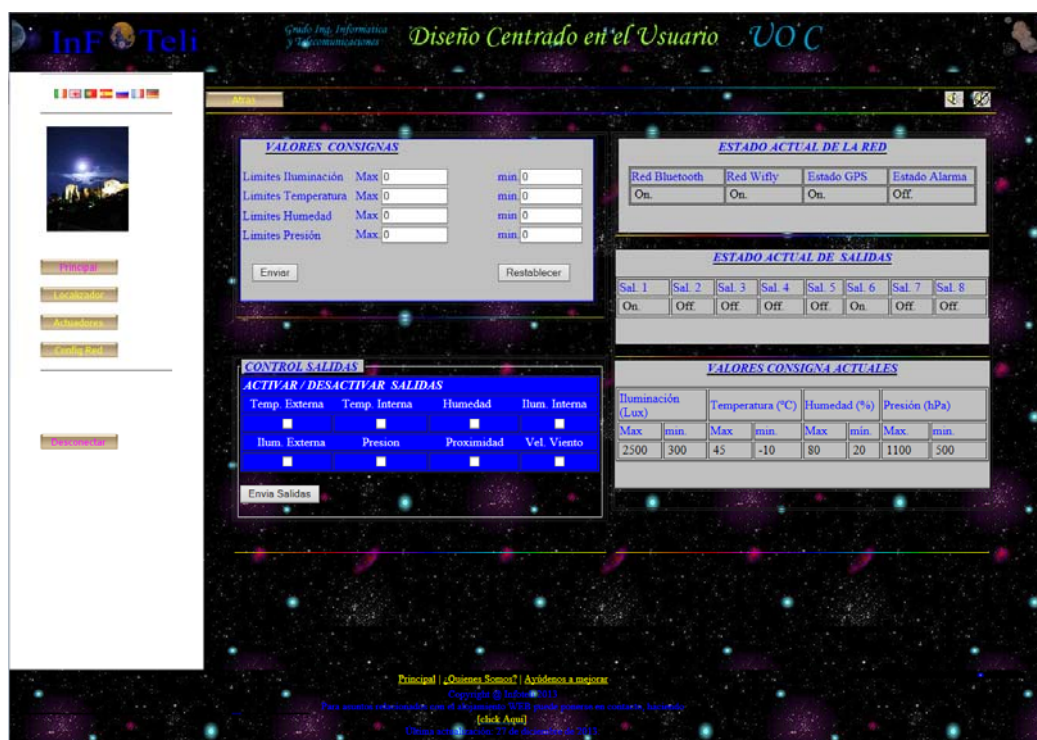 InF Teli
Grado Ing. Informática
y Telecomunicaciones
Diseño Centrado en el Usuario
UOC
Atras
Principal
Localizador
Actuadores
Config Red
Desconectar
VALORES CONSIGNAS
Limites Iluminación Max 0 min 0
Limites Temperatura Max 0 min 0
Limites Humedad Max 0 min 0
Limites Presión Max 0 min 0
Enviar Restablecer
CONTROL SALIDAS
ACTIVAR / DESACTIVAR SALIDAS
Temp. Externa Temp. Interna Humedad Ilum. Interna
Ilum. Externa Presion Proximidad Vel. Viento
Envia Salidas
ESTADO ACTUAL DE LA RED
Red Bluetooth Red Wifly Estado GPS Estado Alarma
On. On. On. Off.
ESTADO ACTUAL DE SALIDAS
Sal. 1 Sal. 2 Sal. 3 Sal. 4 Sal. 5 Sal. 6 Sal. 7 Sal. 8
On. Off. Off. Off. Off. On. Off. Off.
VALORES CONSIGNA ACTUALES
Iluminación (Lux) Temperatura (ºC) Humedad (%) Presión (hPa)
Max min. Max min. Max min. Max. min.
2500 300 45 -10 80 20 1100 500
Principal | ¿Quienes Somos? | Ayúdenos a mejorar
[click Aqui]